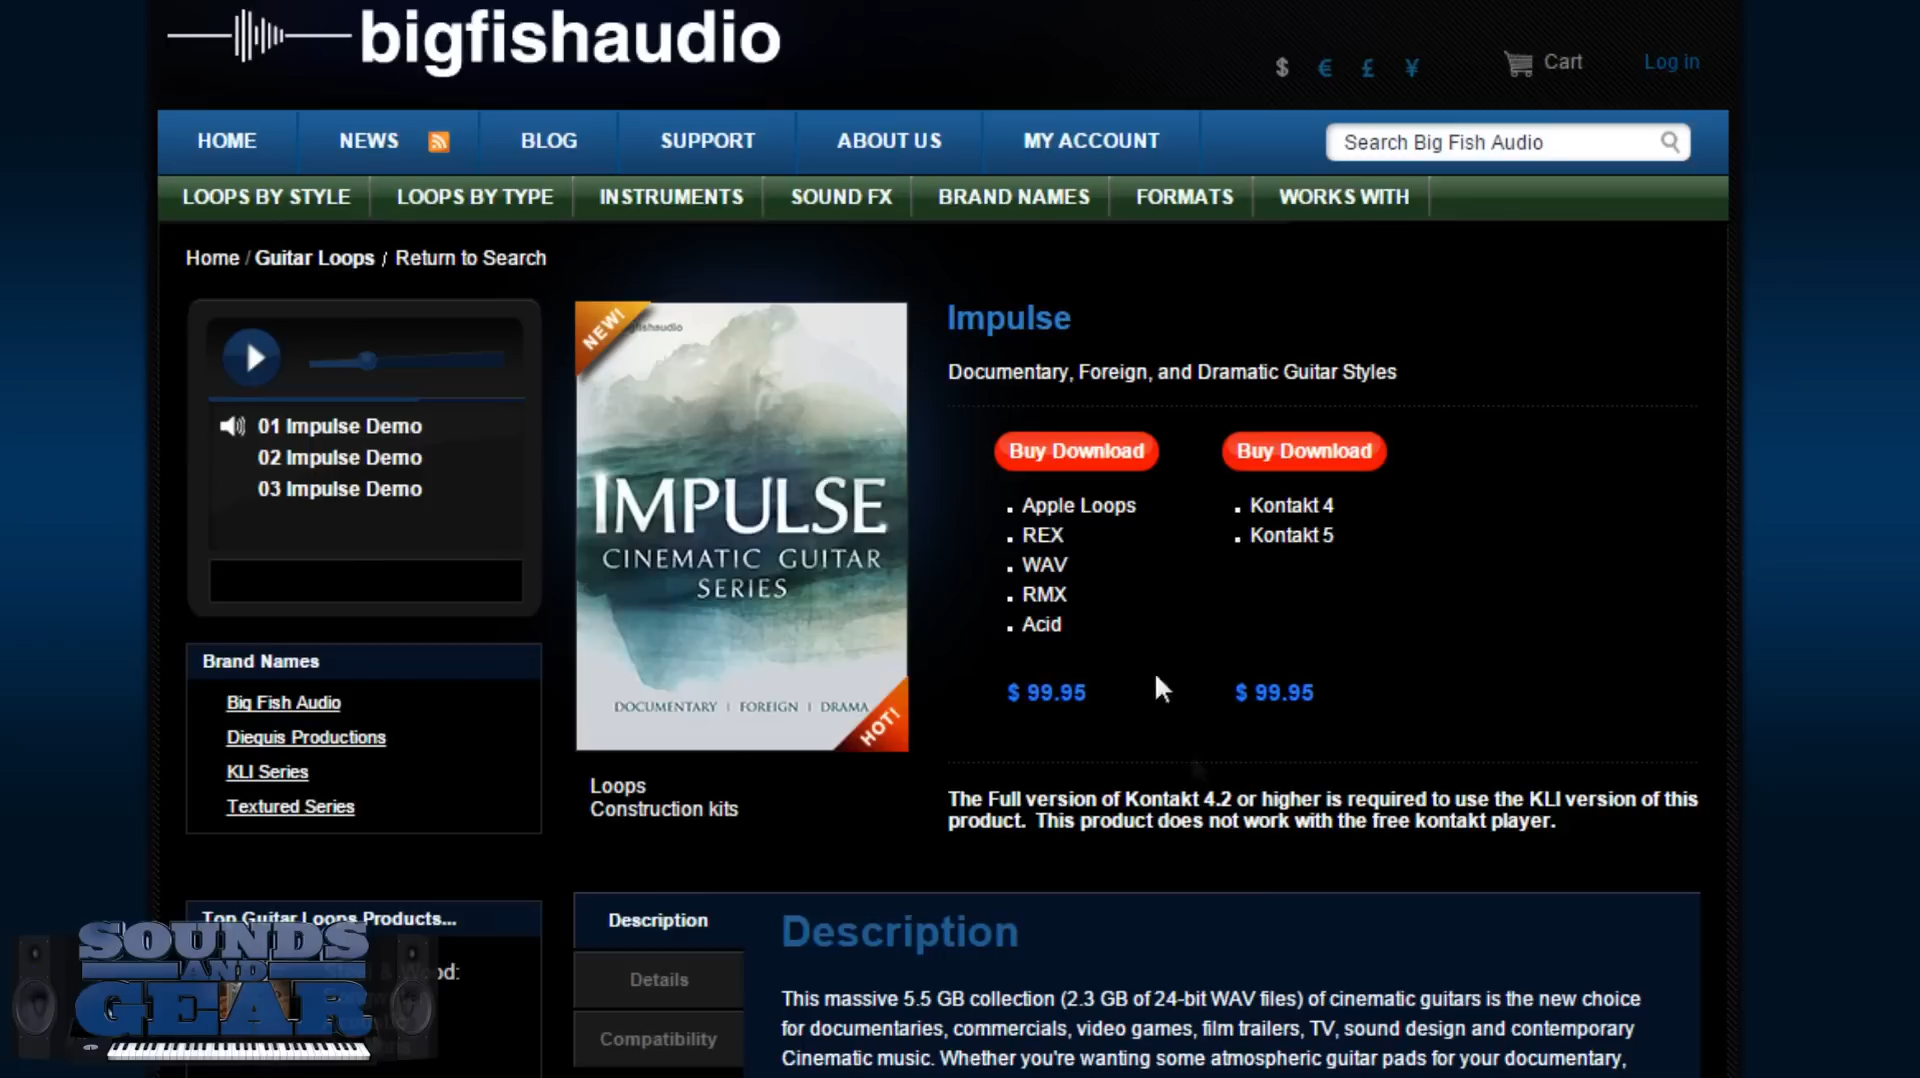 bigfishaudio
$ € £ ¥ Cart Log in
HOME NEWS BLOG SUPPORT ABOUT US MY ACCOUNT Search Big Fish Audio
LOOPS BY STYLE LOOPS BY TYPE INSTRUMENTS SOUND FX BRAND NAMES FORMATS WORKS WITH
Home / Guitar Loops / Return to Search
01 Impulse Demo
02 Impulse Demo
03 Impulse Demo
Brand Names
Big Fish Audio
Dieguis Productions
KLI Series
Textured Series
Top Guitar Loops Products...
SOUNDS
AND
GEAR
NEW!
IMPULSE
CINEMATIC GUITAR
SERIES
DOCUMENTARY | FOREIGN | DRAMA
HOT!
Loops
Construction kits
Impulse
Documentary, Foreign, and Dramatic Guitar Styles
Buy Download
Apple Loops
REX
WAV
RMX
Acid
$ 99.95
Buy Download
Kontakt 4
Kontakt 5
$ 99.95
The Full version of Kontakt 4.2 or higher is required to use the KLI version of this
product. This product does not work with the free kontakt player.
Description
Details
Compatibility
Description
This massive 5.5 GB collection (2.3 GB of 24-bit WAV files) of cinematic guitars is the new choice
for documentaries, commercials, video games, film trailers, TV, sound design and contemporary
Cinematic music. Whether you're wanting some atmospheric guitar pads for your documentary,